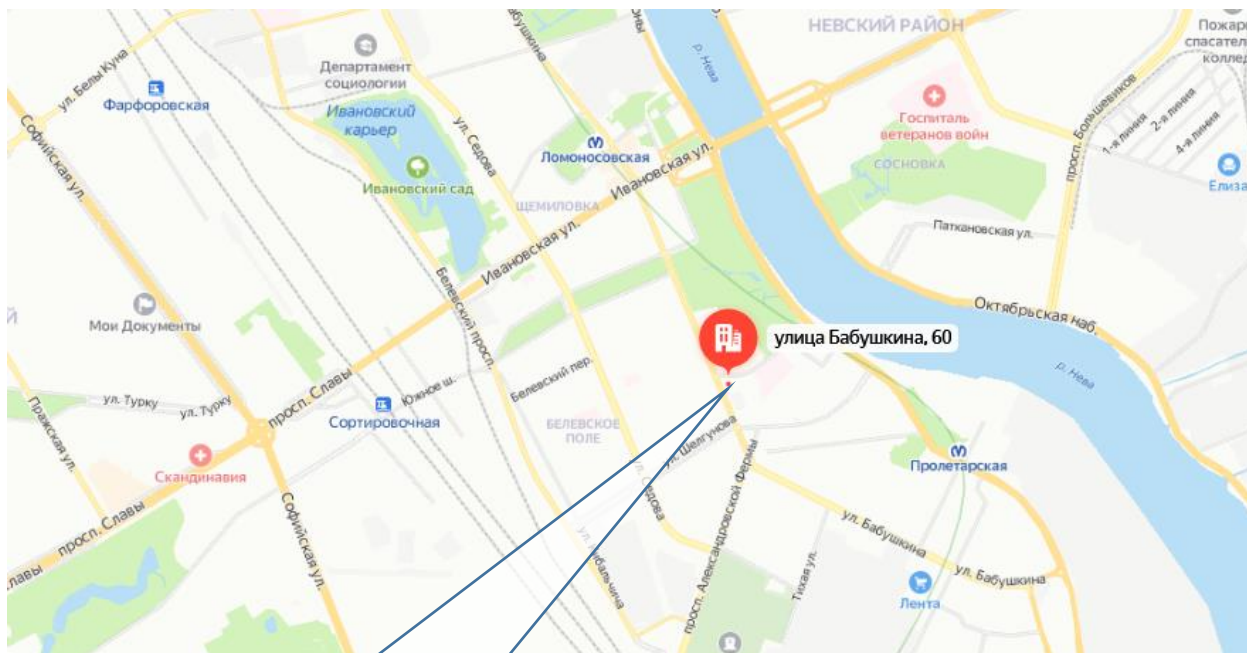 НЕВСКИЙ РАЙОН
Пожар
спасател
коллед
Бабушкина
р. Нева
Департамент
социологии
ул. Белы Куна
Фарфоровская
Ивановский
карьер
Госпиталь
ветеранов войн
просп. Большевиков
1-я линия
2-я линия
4-я линия
Софийская ул.
ул. Седова
Ломоносовская
Ивановская ул.
СОСНОВКА
Елиза
Ивановский сад
ЩЕМИЛОВКА
Паткановская ул.
Ивановская ул.
Белевский просп.
Октябрьская наб.
Мои Документы
улица Бабушкина, 60
р. Нева
просп. Славы
Южное ш.
Белевский пер.
ул. Турку
ул. Турку
Сортировочная
Пражская ул.
БЕЛЕВСКОЕ
ПОЛЕ
ул. Шелгунова
Скандинавия
Пролетарская
ул. Седова
просп. Александровской Фермы
Софийская ул.
просп. Славы
Славы
ул. Бабушкина
ул. Бабушкина
Тихая ул.
Лента